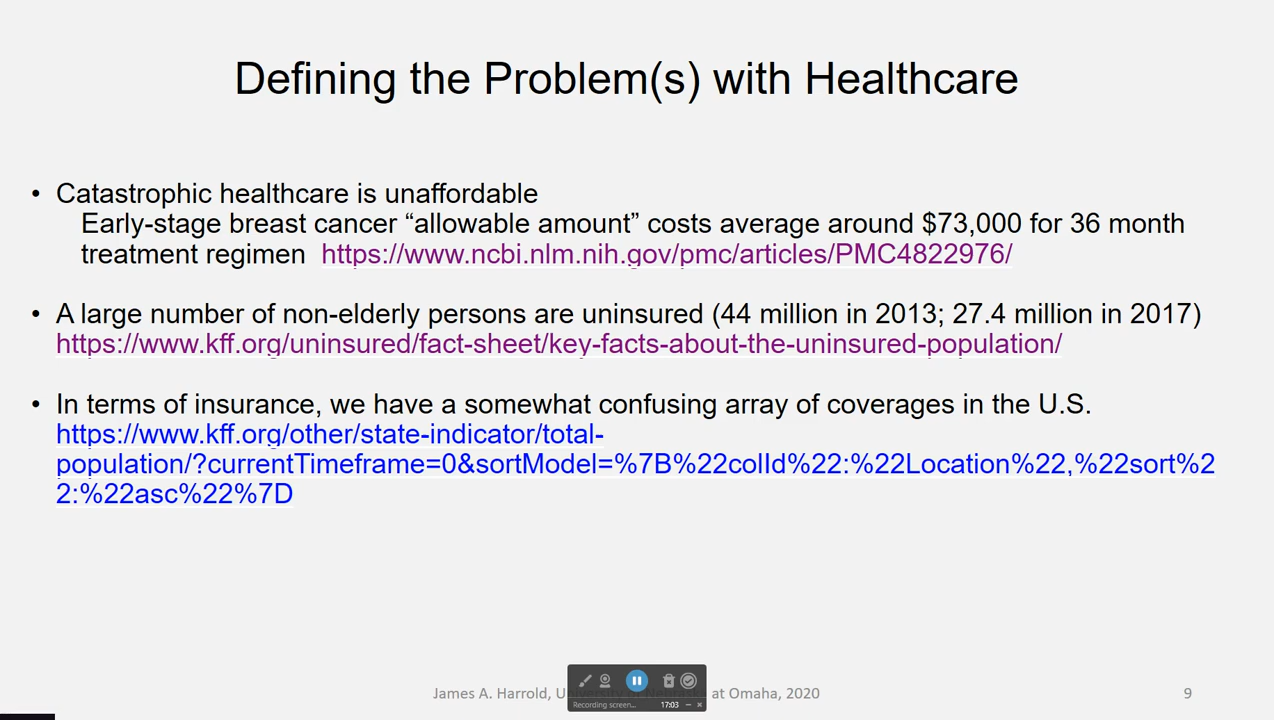 Defining the Problem(s) with Healthcare
• Catastrophic healthcare is unaffordable
Early-stage breast cancer “allowable amount” costs average around $73,000 for 36 month
treatment regimen https://www.ncbi.nlm.nih.gov/pmc/articles/PMC4822976/
• A large number of non-elderly persons are uninsured (44 million in 2013; 27.4 million in 2017)
https://www.kff.org/uninsured/fact-sheet/key-facts-about-the-uninsured-population/
• In terms of insurance, we have a somewhat confusing array of coverages in the U.S.
https://www.kff.org/other/state-indicator/total-
population/?currentTimeframe=0&sortModel=%7B%22colId%22:%22Location%22,%22sort%2
2:%22asc%22%7D
James A. Harrold, at Omaha, 2020
9
Recording screen... 17:03